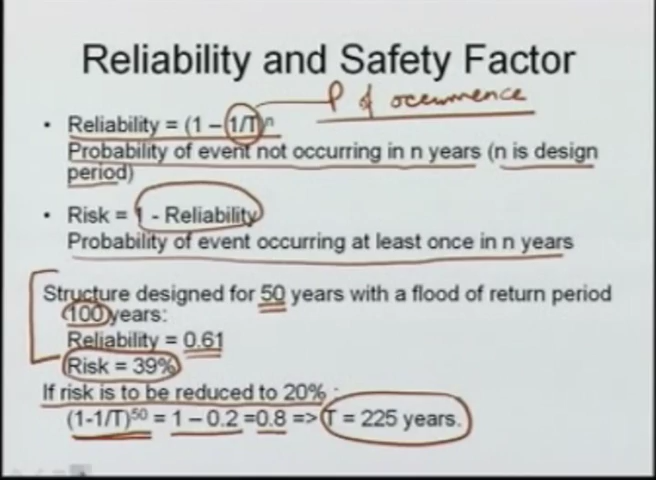 Reliability and Safety Factor
P of occurrence
• Reliability = (1 – 1/T)ⁿ
Probability of event not occurring in n years (n is design
period)
• Risk = 1 - Reliability
Probability of event occurring at least once in n years
Structure designed for 50 years with a flood of return period
100 years:
Reliability = 0.61
Risk = 39%
If risk is to be reduced to 20% :
(1-1/T)⁵⁰ = 1 – 0.2 =0.8 => T = 225 years.